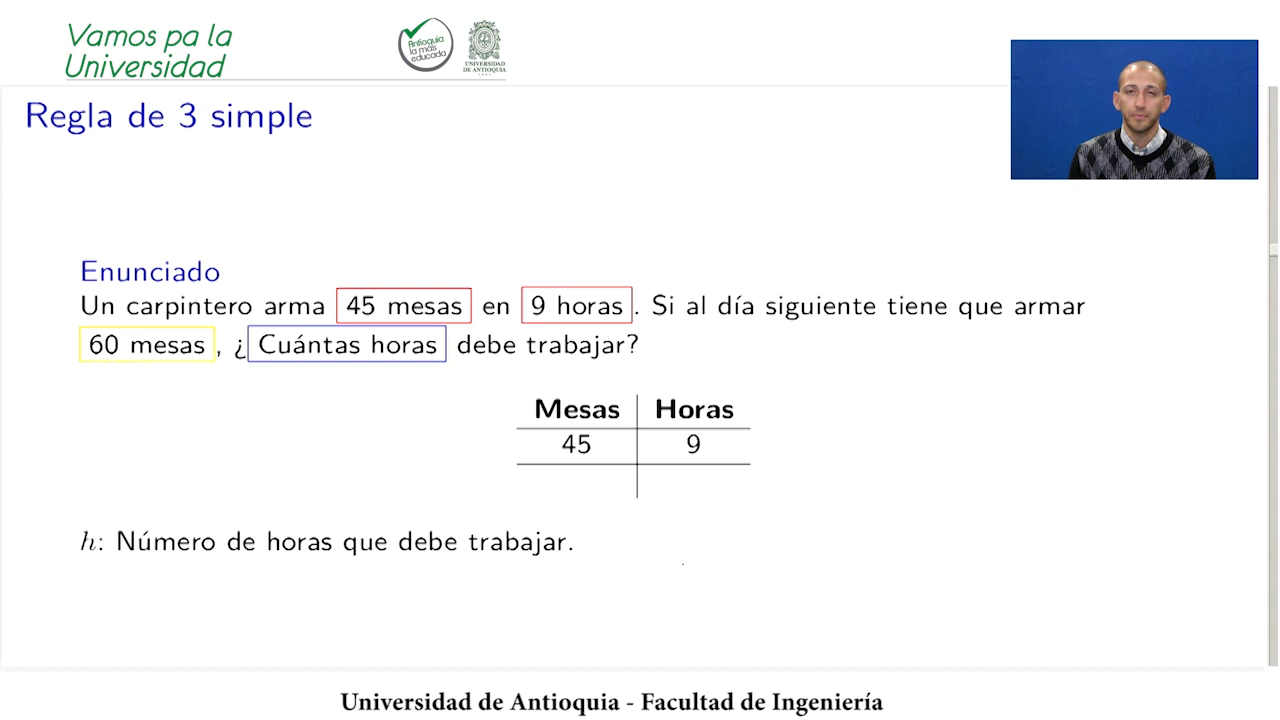 Vamos pa la
Universidad
Antioquia
la más
educada
UNIVERSIDAD
DE ANTIOQUIA
Regla de 3 simple
Enunciado
Un carpintero arma 45 mesas en 9 horas. Si al día siguiente tiene que armar
60 mesas, ¿Cuántas horas debe trabajar?
Mesas Horas
45 9
h: Número de horas que debe trabajar.
Universidad de Antioquia - Facultad de Ingeniería